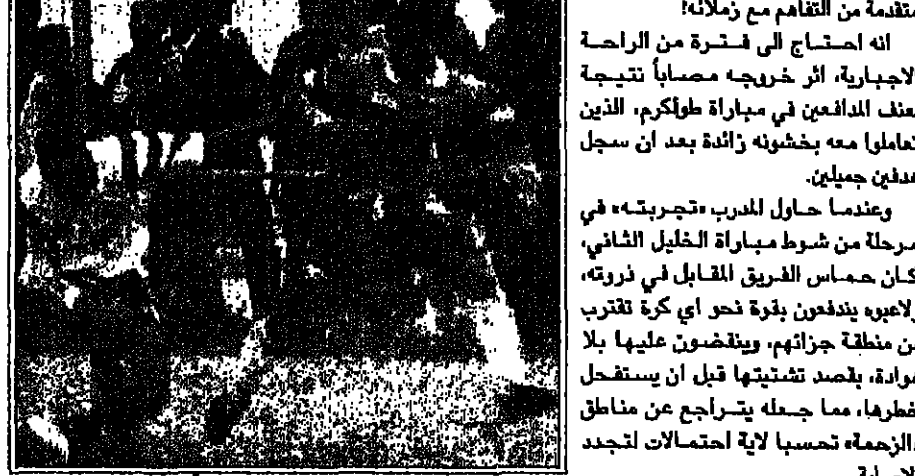 متقدمة من التفاهم مع زملائه!
انه احتاج الى فترة من الراحة
الاجبارية، اثر خروجه مصاباً نتيجة
لعنف المدافعين في مباراة طولكرم، الذين
تعاملوا معه بخشونه زائدة بعد ان سجل
هدفين جميلين.
وعندما حاول المدرب «تجربته» في
مرحلة من شوط مباراة الخليل الثاني،
كان حماس الفريق المقابل في ذروته،
ولاعبوه يندفعون بقوة نحو اي كرة تقترب
من منطقة جزائهم، وينقضون عليها بلا
هوادة، بقصد تشتيتها قبل ان يستفحل
خطرها، مما جعله يتراجع عن مناطق
«الزحمة» تحسبا لاية احتمالات لتجدد